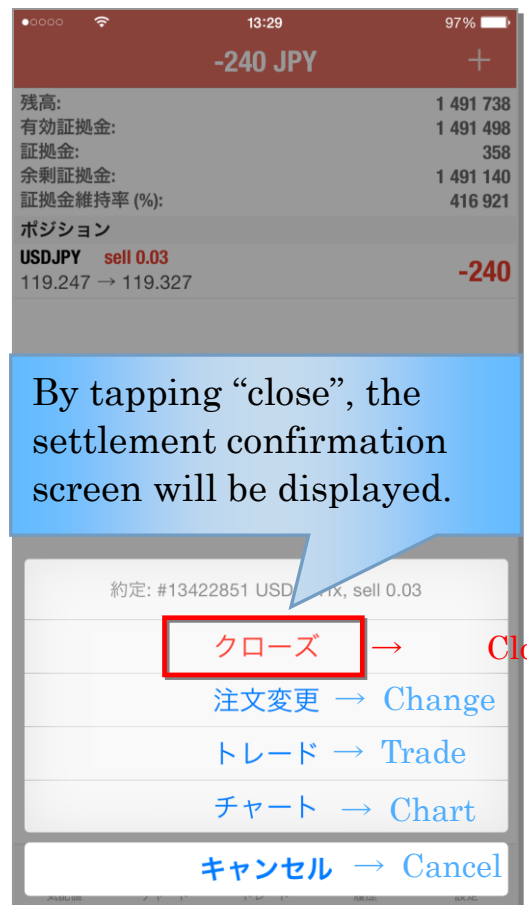 13:29
97%
-240 JPY +
残高: 1 491 738
有効証拠金: 1 491 498
証拠金: 358
余剰証拠金: 1 491 140
証拠金維持率 (%): 416 921
ポジション
USDJPY sell 0.03
119.247 → 119.327
-240
By tapping “close”, the
settlement confirmation
screen will be displayed.
約定: #13422851 sell 0.03
クローズ →
注文変更 → Change
トレード → Trade
チャート → Chart
キャンセル → Cancel